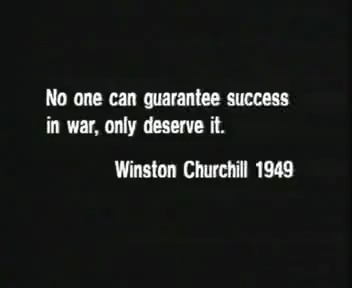 No one can guarantee success
in war, only deserve it.
Winston Churchill 1949